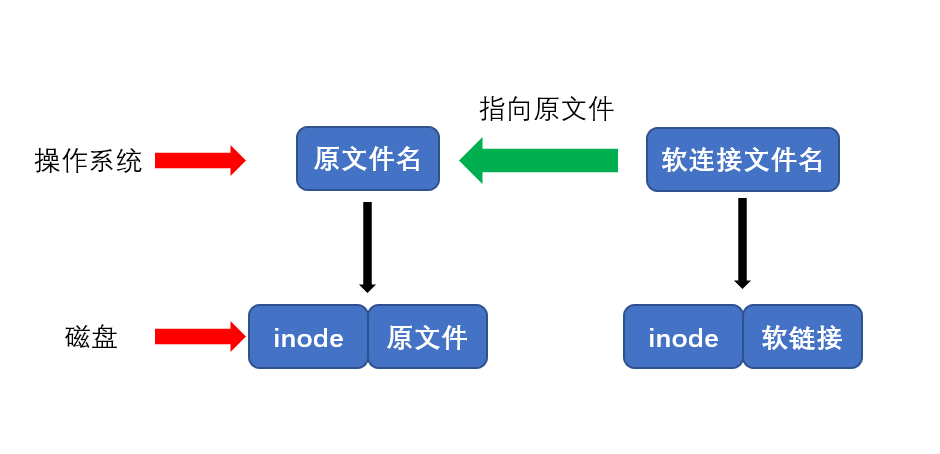 指向原文件
操作系统
原文件名
软连接文件名
磁盘
inode
原文件
inode
软链接